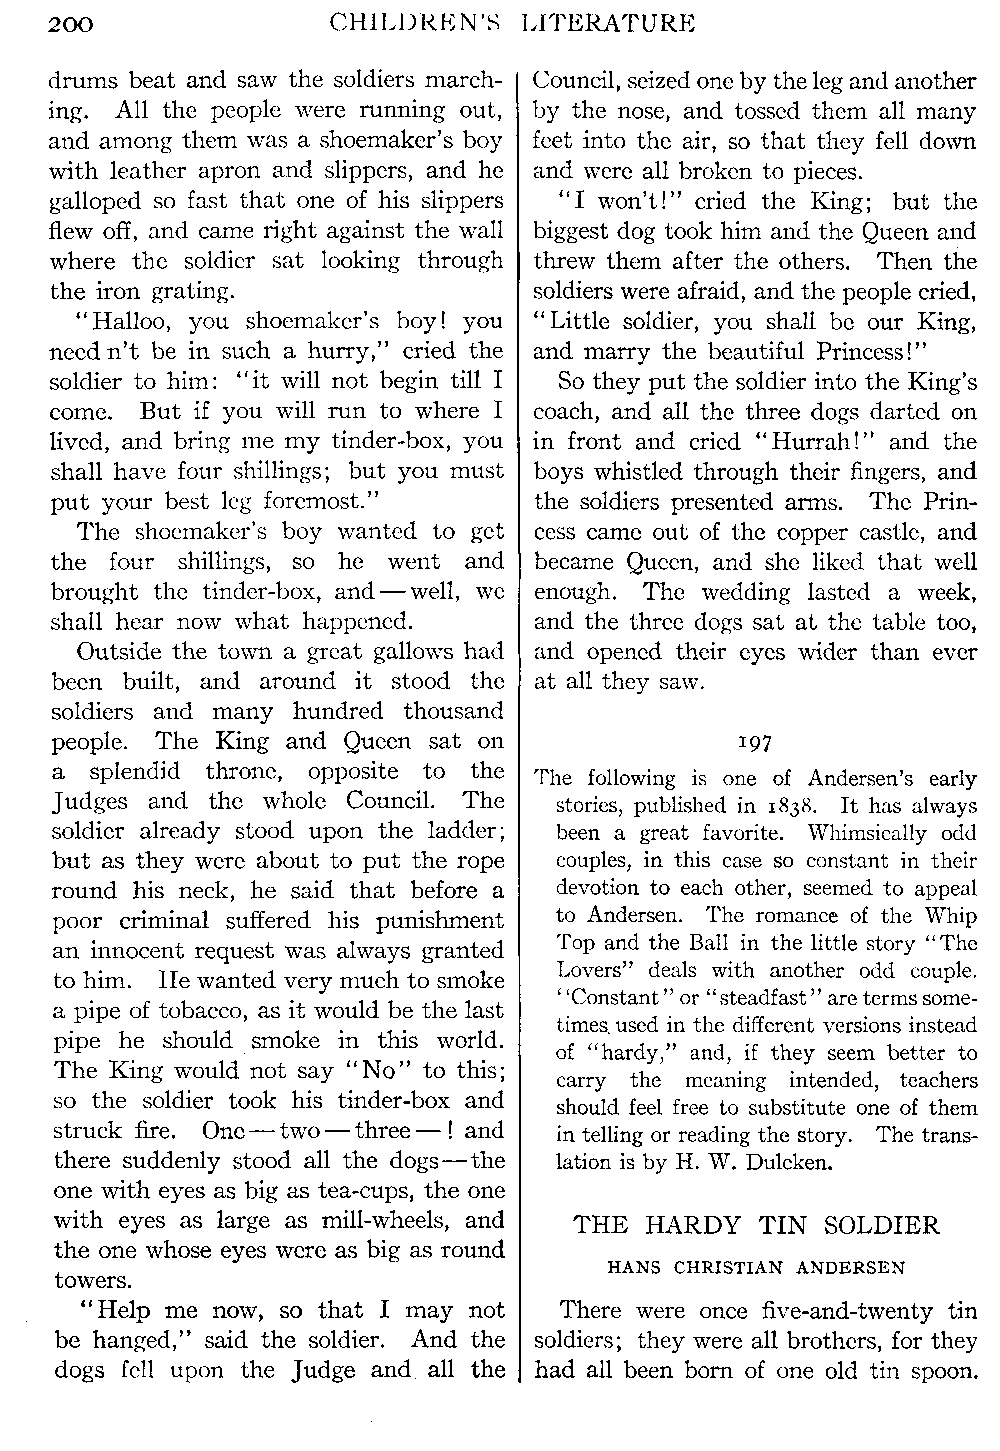 200
CHILDREN'S LITERATURE
drums beat and saw the soldiers march-
ing. All the people were running out,
and among them was a shoemaker's boy
with leather apron and slippers, and he
galloped so fast that one of his slippers
flew off, and came right against the wall
where the soldier sat looking through
the iron grating.
"Halloo, you shoemaker's boy! you
need n't be in such a hurry," cried the
soldier to him: "it will not begin till I
come. But if you will run to where I
lived, and bring me my tinder-box, you
shall have four shillings; but you must
put your best leg foremost."
The shoemaker's boy wanted to get
the four shillings, so he went and
brought the tinder-box, and—well, we
shall hear now what happened.
Outside the town a great gallows had
been built, and around it stood the
soldiers and many hundred thousand
people. The King and Queen sat on
a splendid throne, opposite to the
Judges and the whole Council. The
soldier already stood upon the ladder;
but as they were about to put the rope
round his neck, he said that before a
poor criminal suffered his punishment
an innocent request was always granted
to him. He wanted very much to smoke
a pipe of tobacco, as it would be the last
pipe he should smoke in this world.
The King would not say "No" to this;
so the soldier took his tinder-box and
struck fire. One—two—three—! and
there suddenly stood all the dogs—the
one with eyes as big as tea-cups, the one
with eyes as large as mill-wheels, and
the one whose eyes were as big as round
towers.
"Help me now, so that I may not
be hanged," said the soldier. And the
dogs fell upon the Judge and all the
Council, seized one by the leg and another
by the nose, and tossed them all many
feet into the air, so that they fell down
and were all broken to pieces.
"I won't!" cried the King; but the
biggest dog took him and the Queen and
threw them after the others. Then the
soldiers were afraid, and the people cried,
"Little soldier, you shall be our King,
and marry the beautiful Princess!"
So they put the soldier into the King's
coach, and all the three dogs darted on
in front and cried "Hurrah!" and the
boys whistled through their fingers, and
the soldiers presented arms. The Prin-
cess came out of the copper castle, and
became Queen, and she liked that well
enough. The wedding lasted a week,
and the three dogs sat at the table too,
and opened their eyes wider than ever
at all they saw.
197
The following is one of Andersen's early
stories, published in 1838. It has always
been a great favorite. Whimsically odd
couples, in this case so constant in their
devotion to each other, seemed to appeal
to Andersen. The romance of the Whip
Top and the Ball in the little story "The
Lovers" deals with another odd couple.
"Constant" or "steadfast" are terms some-
times used in the different versions instead
of "hardy," and, if they seem better to
carry the meaning intended, teachers
should feel free to substitute one of them
in telling or reading the story. The trans-
lation is by H. W. Dulcken.
THE HARDY TIN SOLDIER
HANS CHRISTIAN ANDERSEN
There were once five-and-twenty tin
soldiers; they were all brothers, for they
had all been born of one old tin spoon.